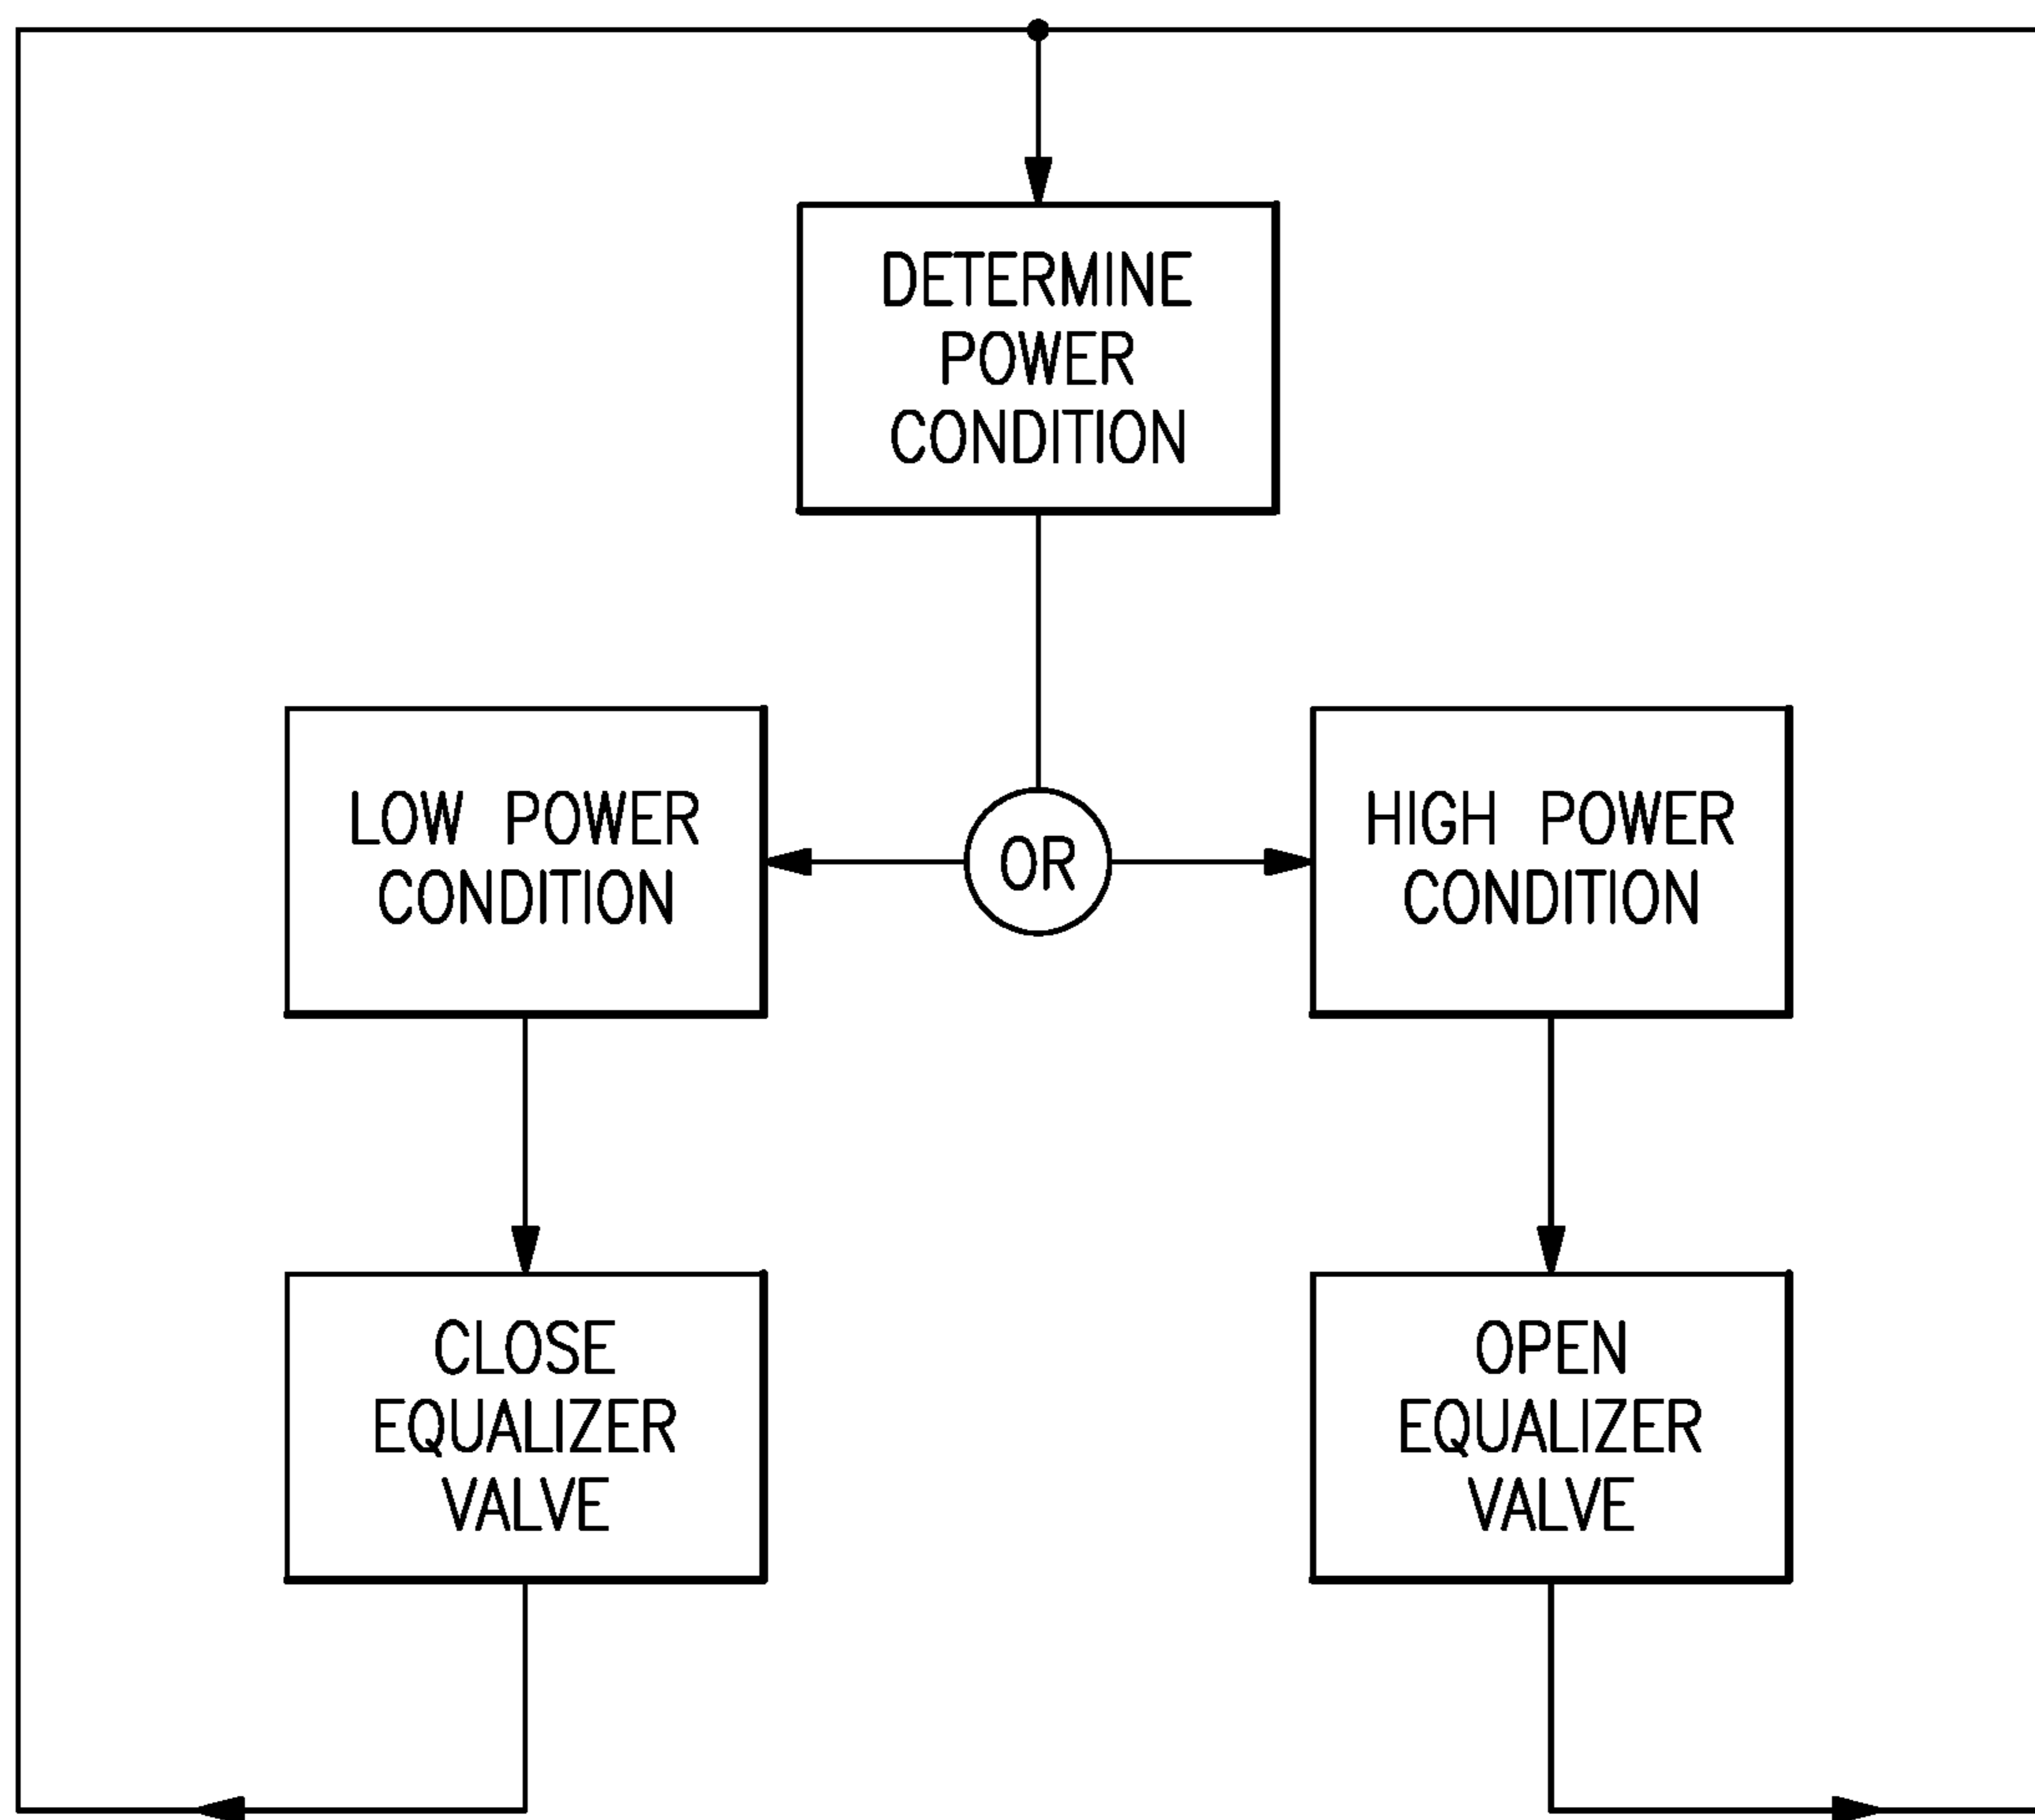 DETERMINE
POWER
CONDITION
LOW POWER
CONDITION
OR
HIGH POWER
CONDITION
CLOSE
EQUALIZER
VALVE
OPEN
EQUALIZER
VALVE